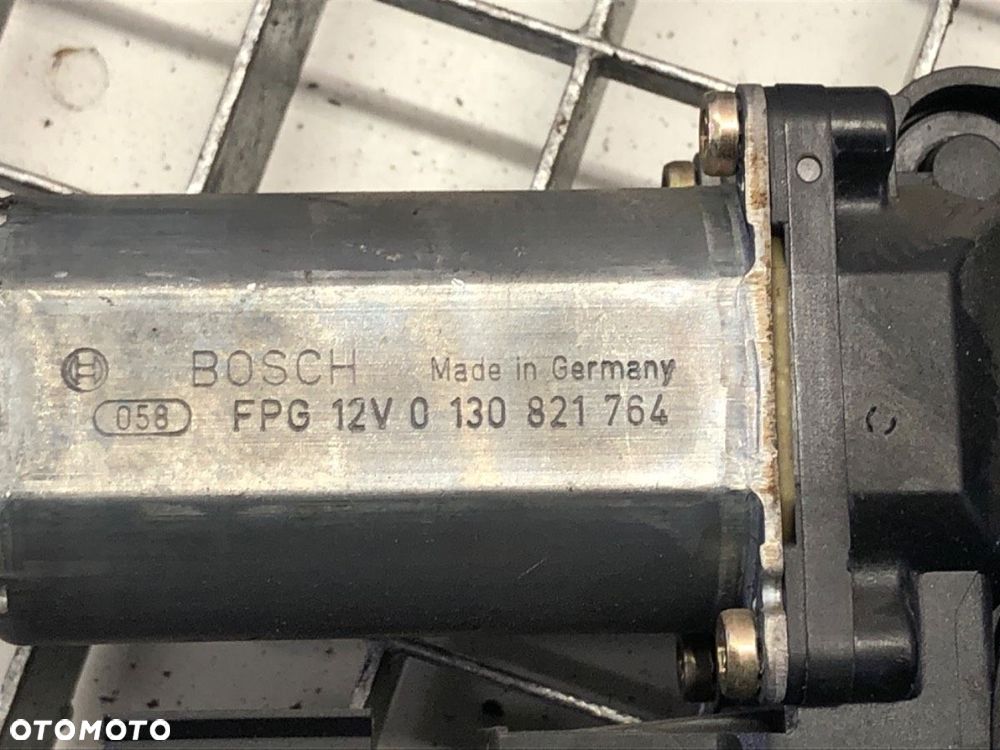 BOSCH Made in Germany
058 FPG 12V 0 130 821 764
OTOMOTO